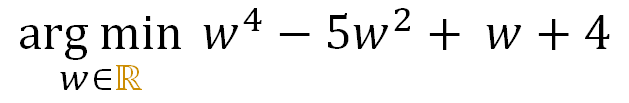 arg min w⁴ − 5w² + w + 4
w∈ℝ